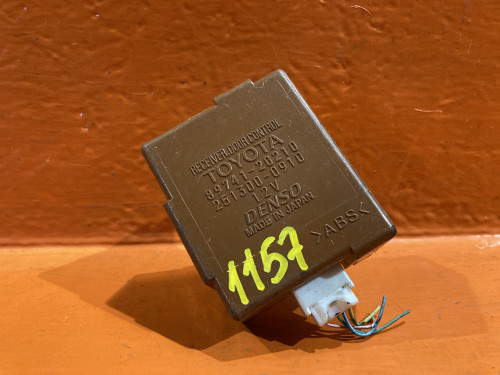 RECEIVER,DOOR CONTROL
TOYOTA
89741-20210
251300-0910
12V
DENSO
MADE IN JAPAN
>ABS<
1157